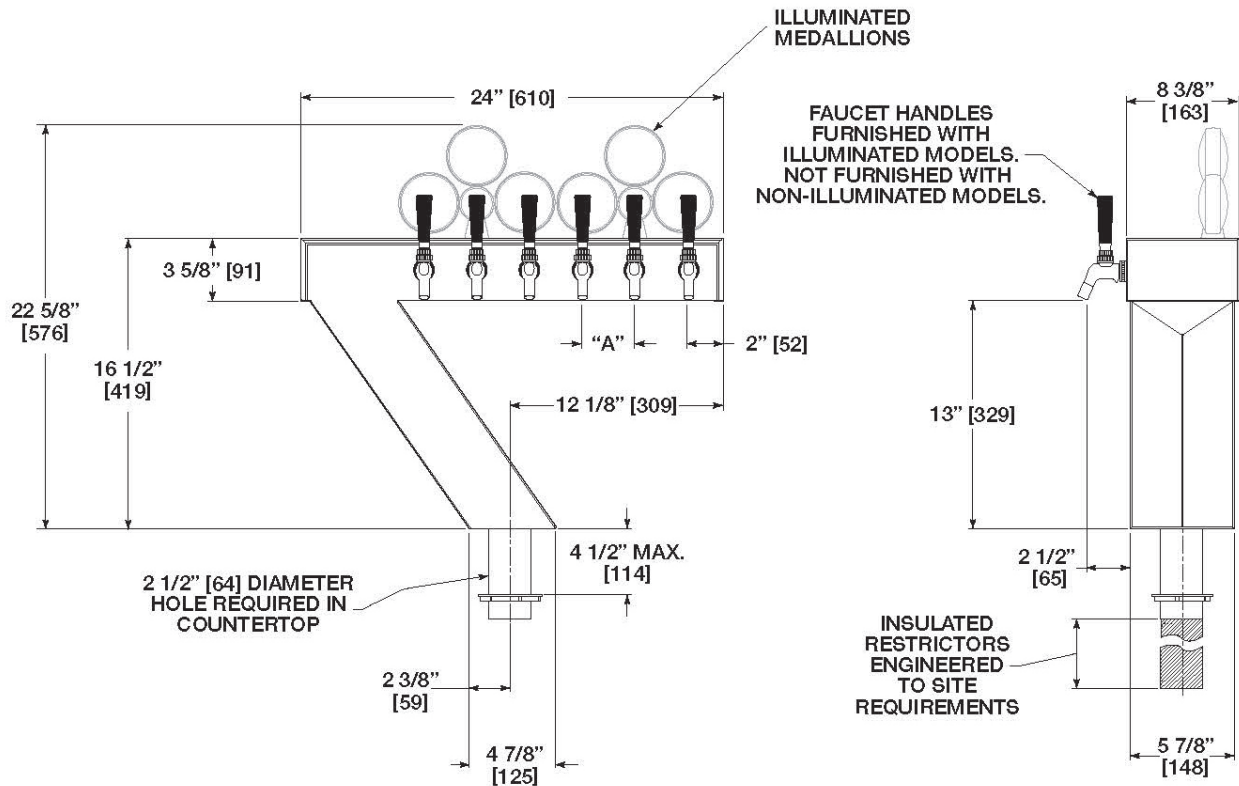 ILLUMINATED
MEDALLIONS
24” [610]
8 3/8”
[163]
FAUCET HANDLES
FURNISHED WITH
ILLUMINATED MODELS.
NOT FURNISHED WITH
NON-ILLUMINATED MODELS.
3 5/8” [91]
22 5/8”
[576]
16 1/2”
[419]
“A”
2” [52]
12 1/8” [309]
13” [329]
4 1/2” MAX.
[114]
2 1/2”
[65]
2 1/2” [64] DIAMETER
HOLE REQUIRED IN
COUNTERTOP
INSULATED
RESTRICTORS
ENGINEERED
TO SITE
REQUIREMENTS
2 3/8”
[59]
4 7/8”
[125]
5 7/8”
[148]